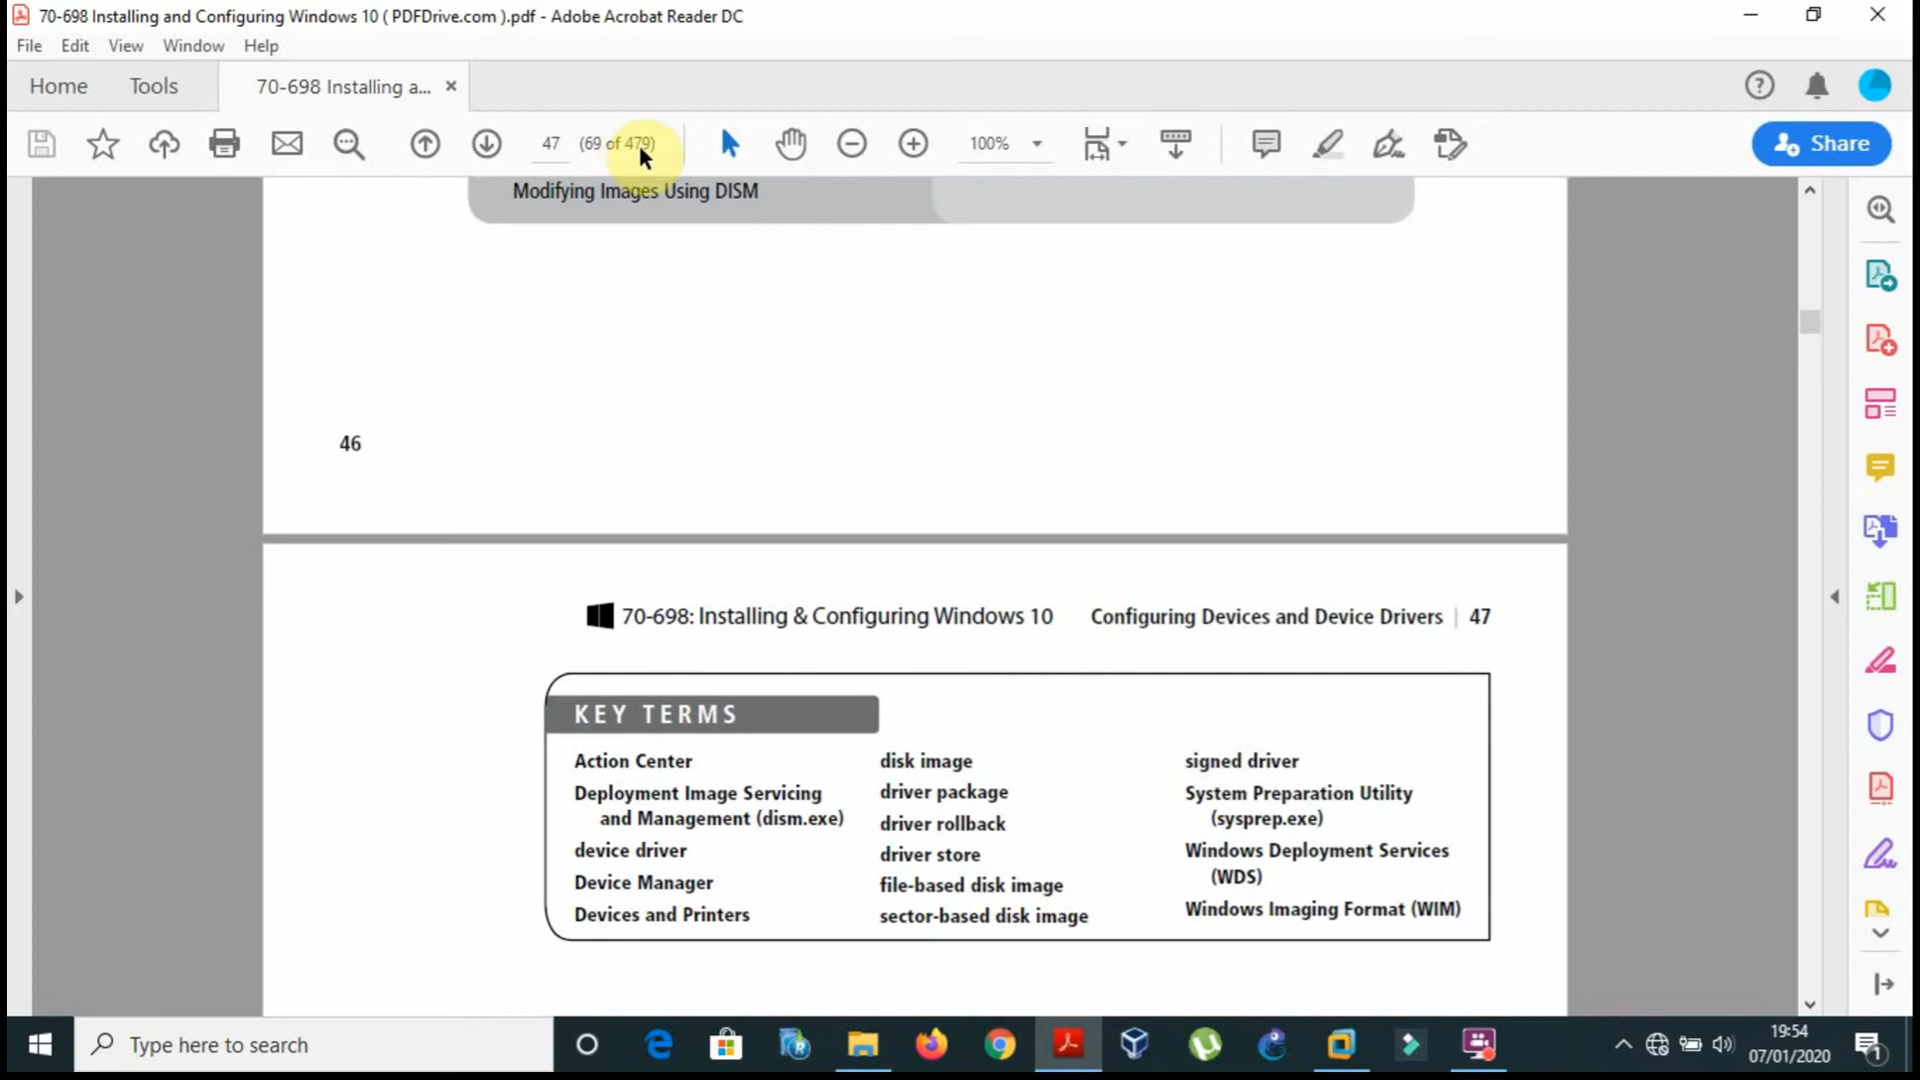 70-698 Installing and Configuring Windows 10 ( PDFDrive.com ).pdf - Adobe Acrobat Reader DC
File Edit View Window Help
Home Tools 70-698 Installing a...
47 (69 of 479) 100% Share
Modifying Images Using DISM
46
70-698: Installing & Configuring Windows 10 Configuring Devices and Device Drivers | 47
KEY TERMS
Action Center
Deployment Image Servicing
and Management (dism.exe)
device driver
Device Manager
Devices and Printers
disk image
driver package
driver rollback
driver store
file-based disk image
sector-based disk image
signed driver
System Preparation Utility
(sysprep.exe)
Windows Deployment Services
(WDS)
Windows Imaging Format (WIM)
Type here to search
19:54
07/01/2020
1